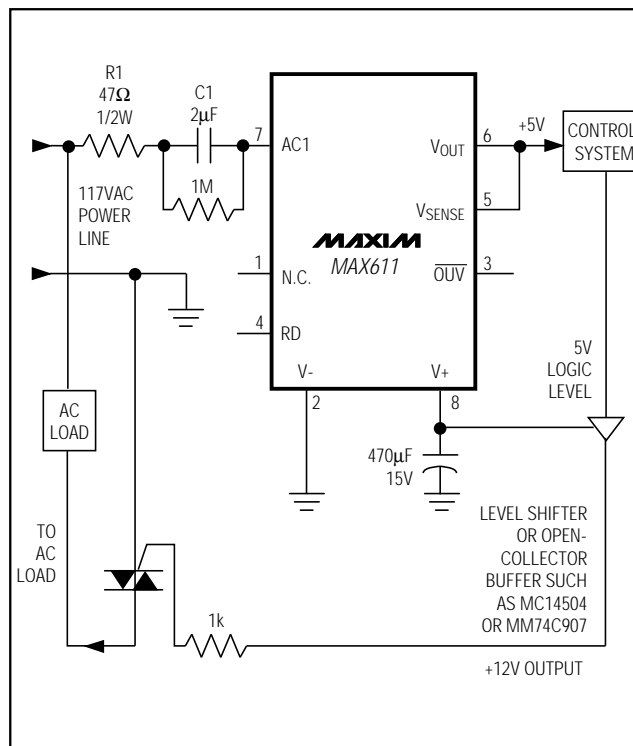 R1
47Ω
1/2W
C1
2µF
1M
117VAC
POWER
LINE
7
AC1
1
N.C.
4
RD
V-
2
MAXIM
MAX611
VOUT
6
+5V
VSENSE
5
OUV
3
V+
8
CONTROL
SYSTEM
5V
LOGIC
LEVEL
470µF
15V
AC
LOAD
TO
AC
LOAD
LEVEL SHIFTER
OR OPEN-
COLLECTOR
BUFFER SUCH
AS MC14504
OR MM74C907
1k
+12V OUTPUT